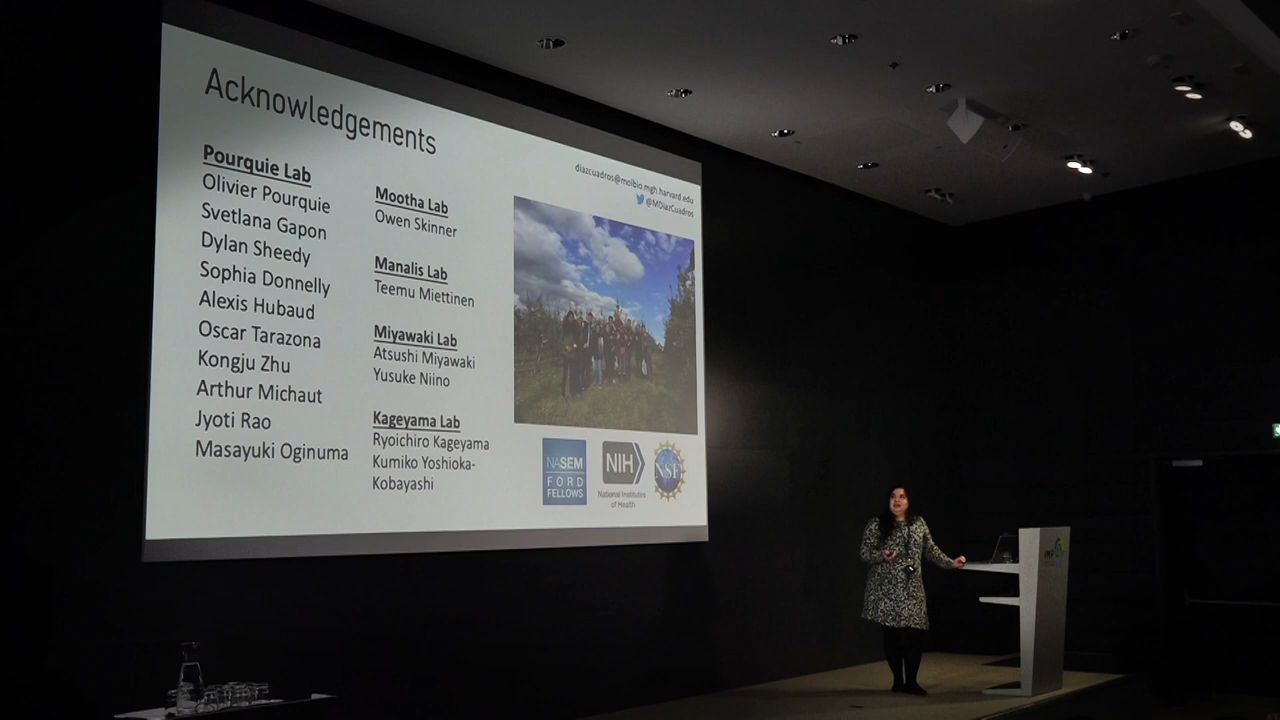 Acknowledgements
Pourquie Lab
Olivier Pourquie
Svetlana Gapon
Dylan Sheedy
Sophia Donnelly
Alexis Hubaud
Oscar Tarazona
Kongju Zhu
Arthur Michaut
Jyoti Rao
Masayuki Oginuma
Mootha Lab
Owen Skinner
Manalis Lab
Teemu Miettinen
Miyawaki Lab
Atsushi Miyawaki
Yusuke Niino
Kageyama Lab
Ryoichiro Kageyama
Kumiko Yoshioka-
Kobayashi
diazcuadros@molbio.mgh.harvard.edu
@MDiazCuadros
NASEM
FORD
FELLOWS
NIH
National Institutes
of Health
NSF